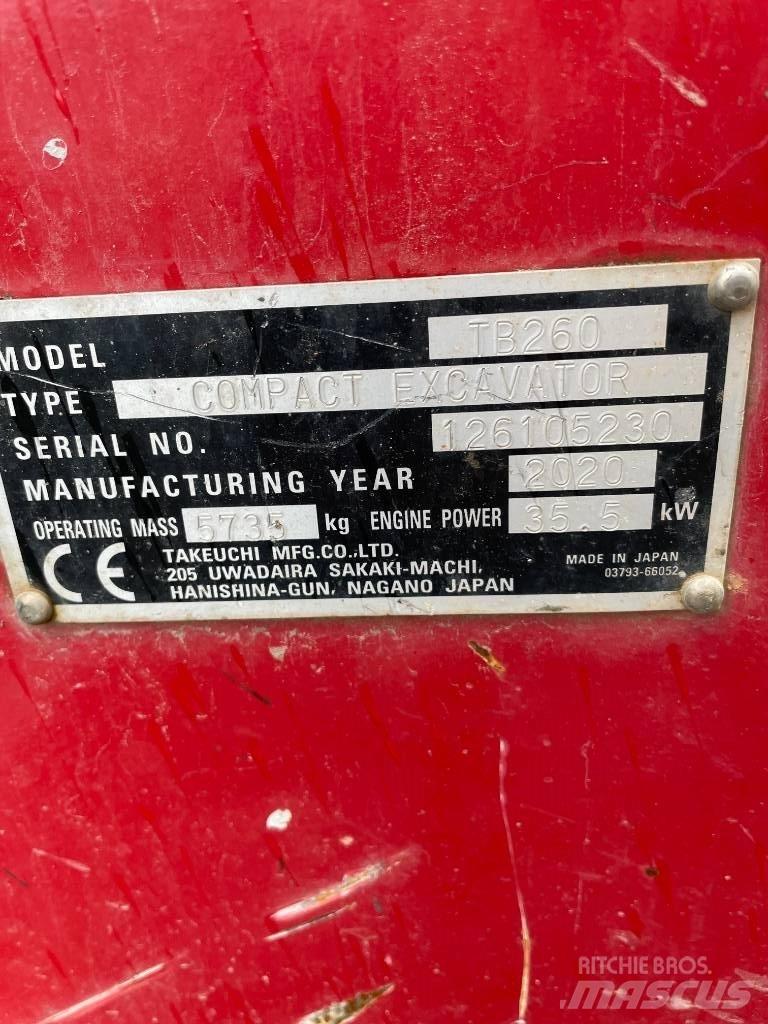 MODEL TB260
TYPE COMPACT EXCAVATOR
SERIAL NO. 126105230
MANUFACTURING YEAR 2020
OPERATING MASS 5735 kg ENGINE POWER 35.5 kW
CE TAKEUCHI MFG.CO.,LTD.
205 UWADAIRA SAKAKI-MACHI,
HANISHINA-GUN, NAGANO JAPAN
MADE IN JAPAN
03793-66052
RITCHIE BROS.
MASCUS